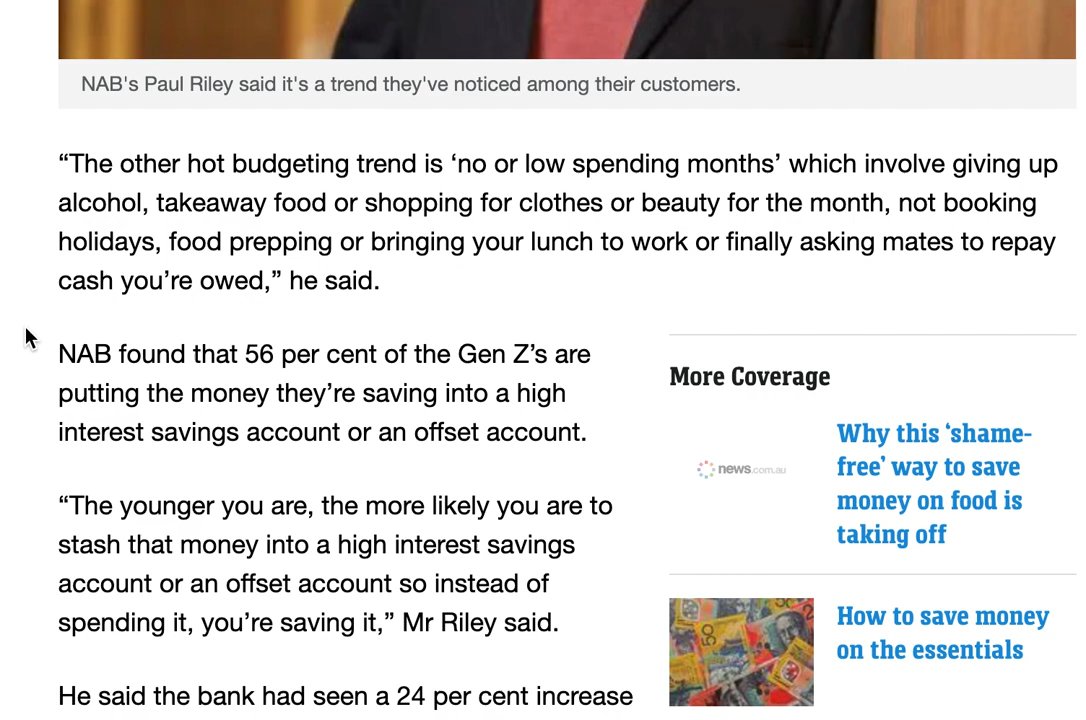 NAB's Paul Riley said it's a trend they've noticed among their customers.
“The other hot budgeting trend is ‘no or low spending months’ which involve giving up
alcohol, takeaway food or shopping for clothes or beauty for the month, not booking
holidays, food prepping or bringing your lunch to work or finally asking mates to repay
cash you’re owed,” he said.
NAB found that 56 per cent of the Gen Z’s are
putting the money they’re saving into a high
interest savings account or an offset account.
“The younger you are, the more likely you are to
stash that money into a high interest savings
account or an offset account so instead of
spending it, you’re saving it,” Mr Riley said.
He said the bank had seen a 24 per cent increase
More Coverage
news.com.au
Why this ‘shame-
free’ way to save
money on food is
taking off
50
How to save money
on the essentials